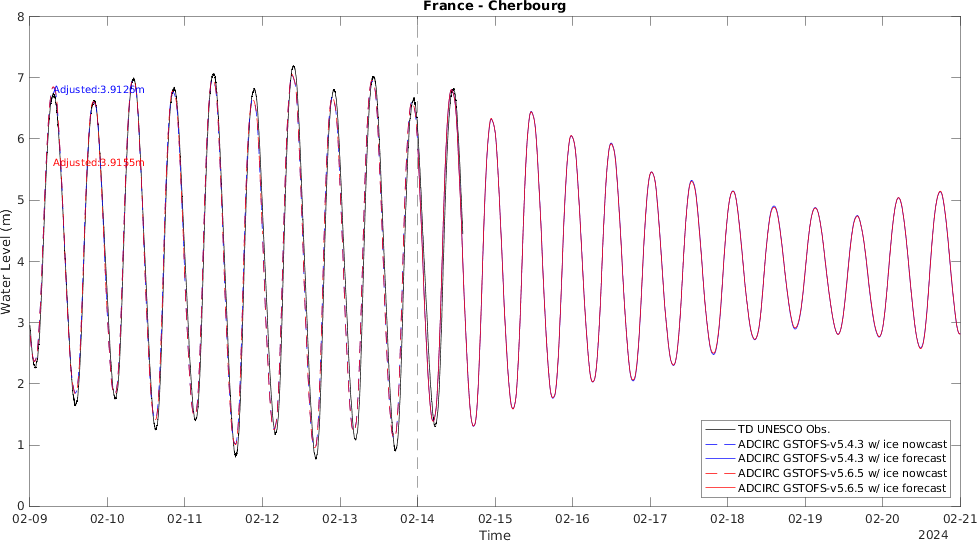 France - Cherbourg
8
7
6
5
4
3
2
1
0
Water Level (m)
Adjusted:3.9126m
Adjusted:3.9155m
TD UNESCO Obs.
ADCIRC GSTOFS-v5.4.3 w/ ice nowcast
ADCIRC GSTOFS-v5.4.3 w/ ice forecast
ADCIRC GSTOFS-v5.6.5 w/ ice nowcast
ADCIRC GSTOFS-v5.6.5 w/ ice forecast
02-09 02-10 02-11 02-12 02-13 02-14 02-15 02-16 02-17 02-18 02-19 02-20 02-21
Time
2024